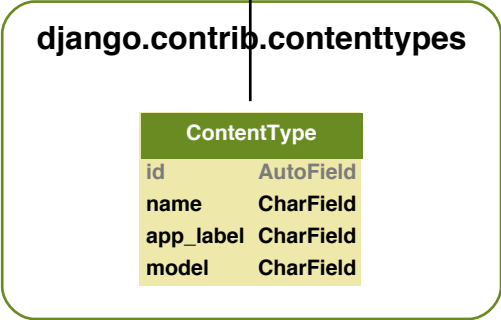 django.contrib.contenttypes
ContentType
id AutoField
name CharField
app_label CharField
model CharField